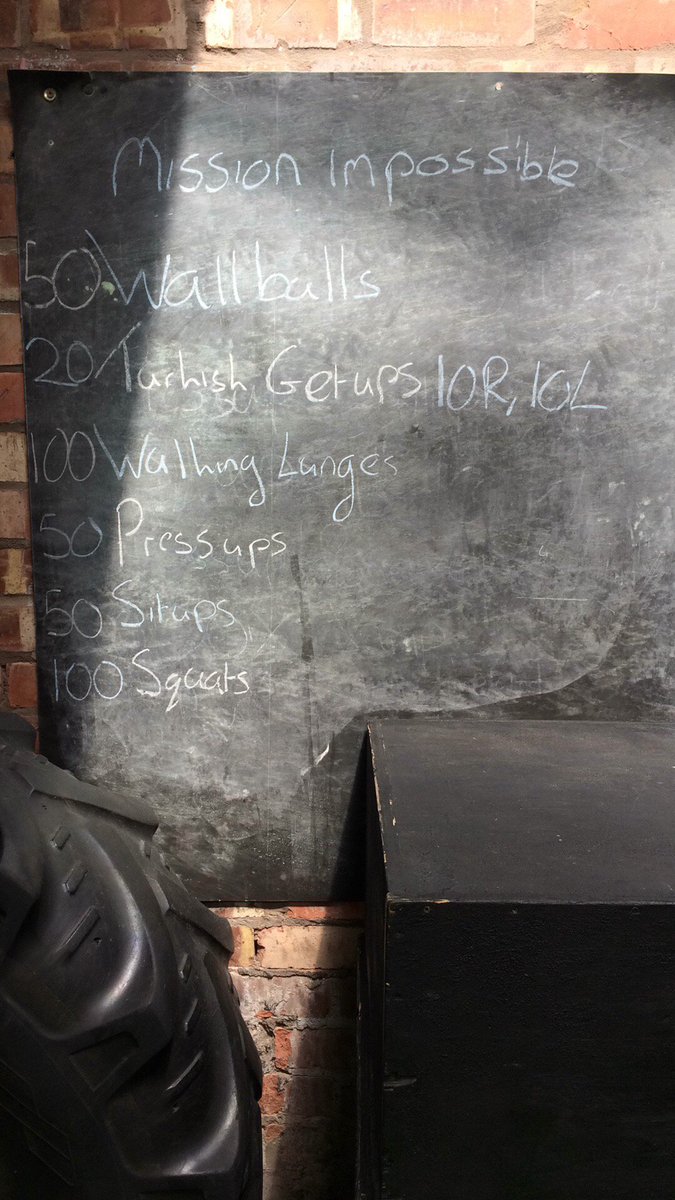 Mission Impossible
50 Wallballs
20 Turkish Getups 10R, 10L
100 Walking Lunges
50 Pressups
50 Situps
100 Squats